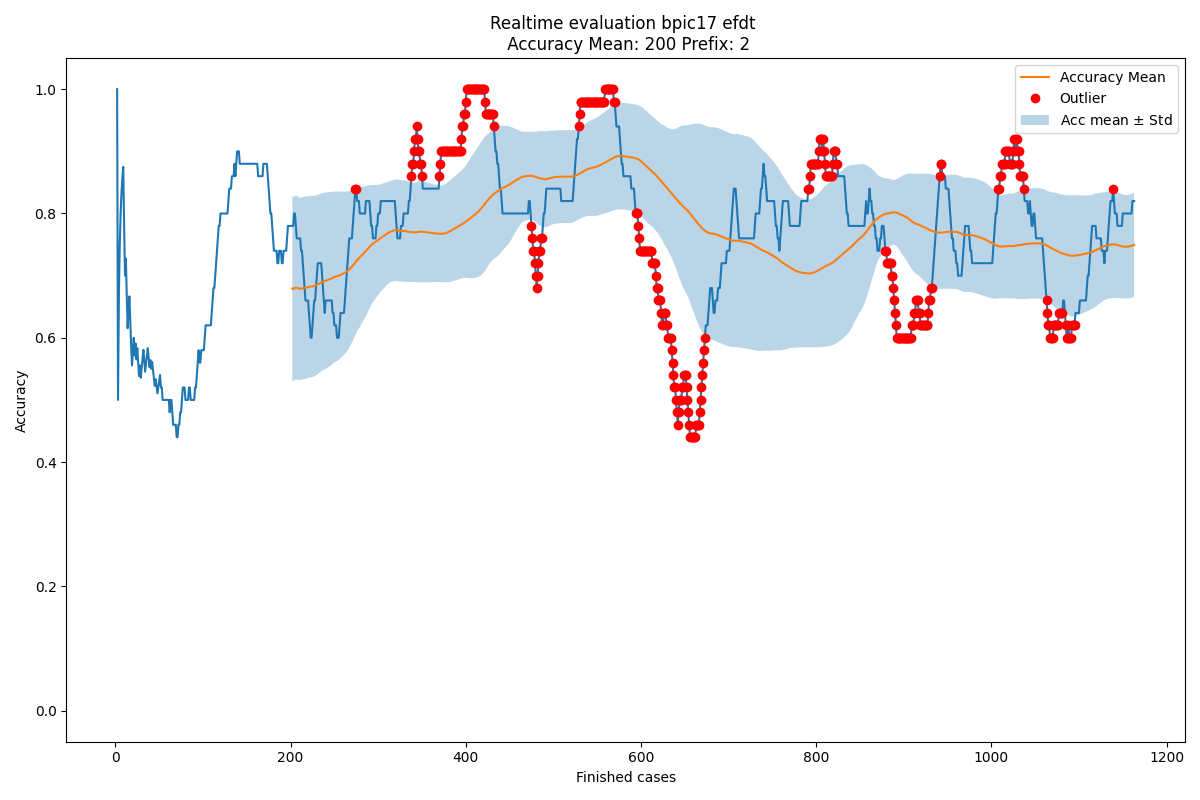 Realtime evaluation bpic17 efdt
Accuracy Mean: 200 Prefix: 2
Accuracy Mean
Outlier
Acc mean ± Std
1.0
0.8
0.6
0.4
0.2
0.0
Accuracy
0
200
400
600
800
1000
1200
Finished cases